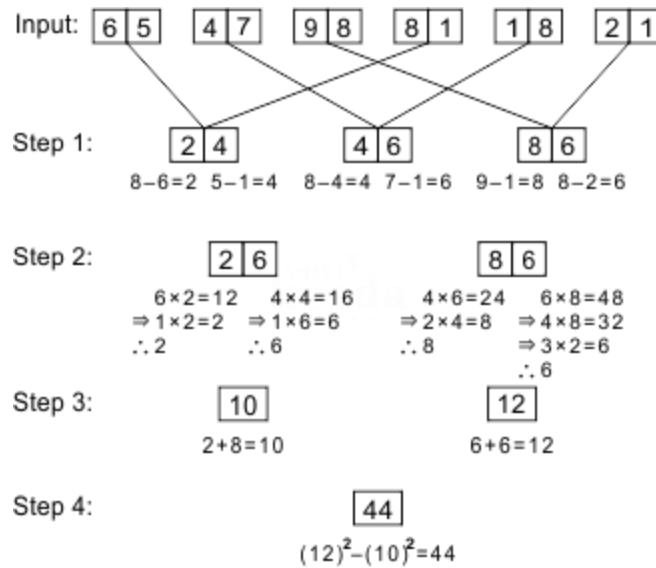 Input: 6 5 4 7 9 8 8 1 1 8 2 1
Step 1: 2 4 4 6 8 6
8–6=2 5–1=4 8–4=4 7–1=6 9–1=8 8–2=6
Step 2: 2 6 8 6
6×2=12 4×4=16 4×6=24 6×8=48
⇒1×2=2 ⇒1×6=6 ⇒2×4=8 ⇒4×8=32
∴2 ∴6 ∴8 ⇒3×2=6
∴6
Step 3: 10 12
2+8=10 6+6=12
Step 4: 44
(12)²–(10)²=44